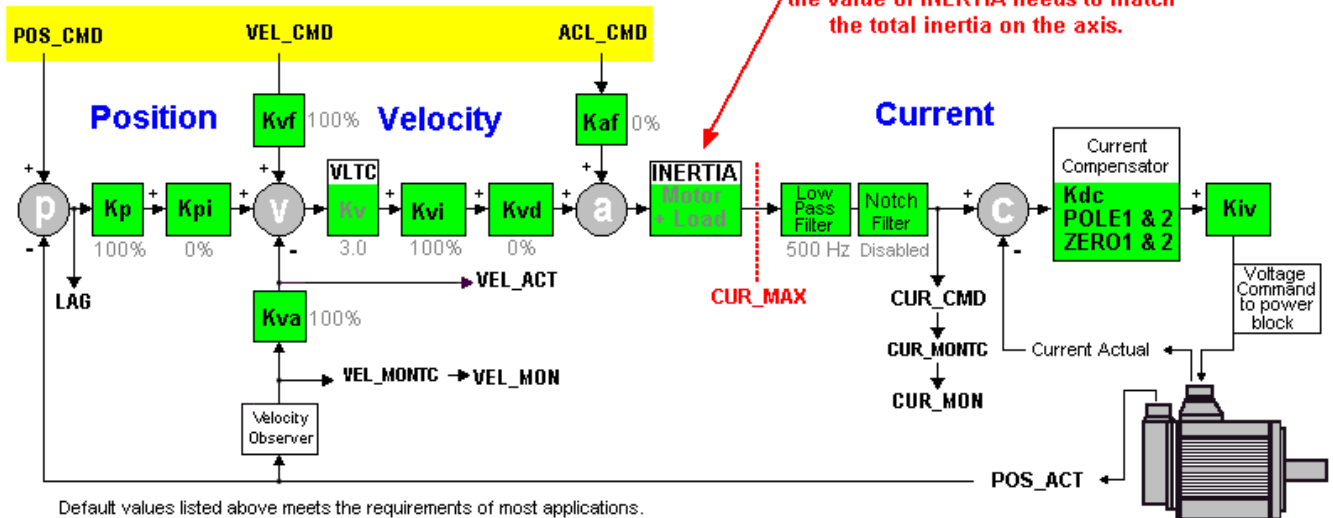 the value of INERTIA needs to match
the total inertia on the axis.
POS_CMD
VEL_CMD
ACL_CMD
Position
Kvf
100%
Velocity
Kaf
0%
Current
p
+
-
Kp
100%
+
Kpi
0%
+
+
V
-
VLTC
Kv
3.0
+
Kvi
100%
+
Kvd
0%
+
+
a
INERTIA
Motor
+ Load
CUR_MAX
Low
Pass
Filter
500 Hz
Notch
Filter
Disabled
+
C
-
Current
Compensator
Kdc
POLE1 & 2
ZERO1 & 2
+
Kiv
LAG
VEL_ACT
Kva
100%
VEL_MONTC
VEL_MON
Velocity
Observer
CUR_CMD
CUR_MONTC
CUR_MON
Current Actual
Voltage
Command
to power
block
POS_ACT
Default values listed above meets the requirements of most applications.